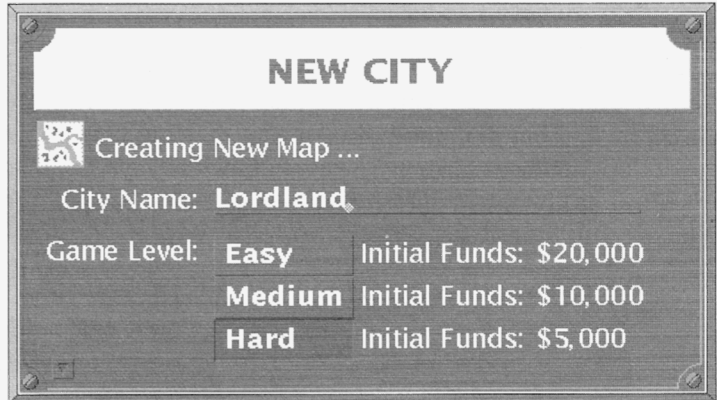 NEW CITY
Creating New Map ...
City Name: Lordland
Game Level: Easy Initial Funds: $20,000
Medium Initial Funds: $10,000
Hard Initial Funds: $5,000